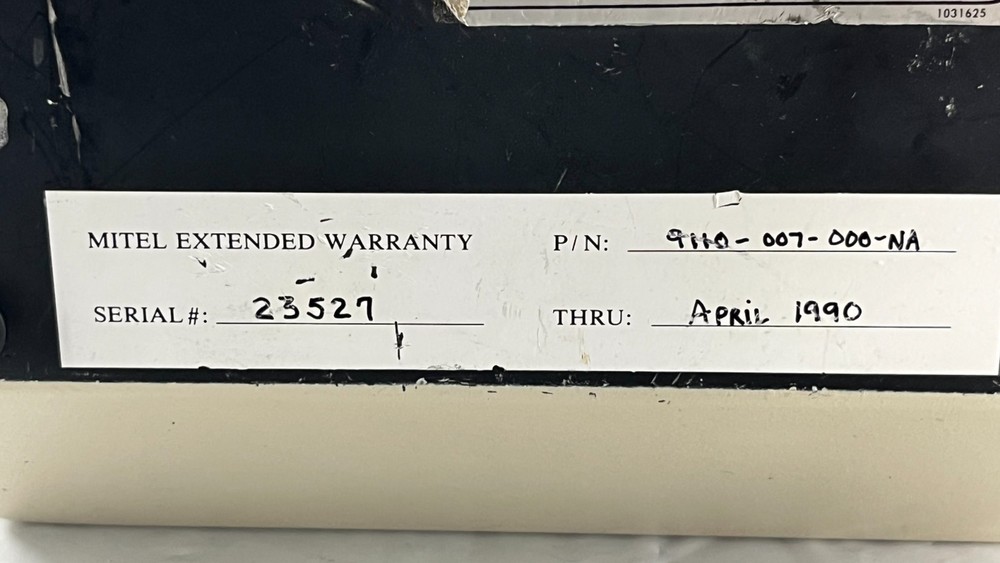 1031625
MITEL EXTENDED WARRANTY P/N: 9110-007-000-NA
SERIAL #: 23527 THRU: APRIL 1990